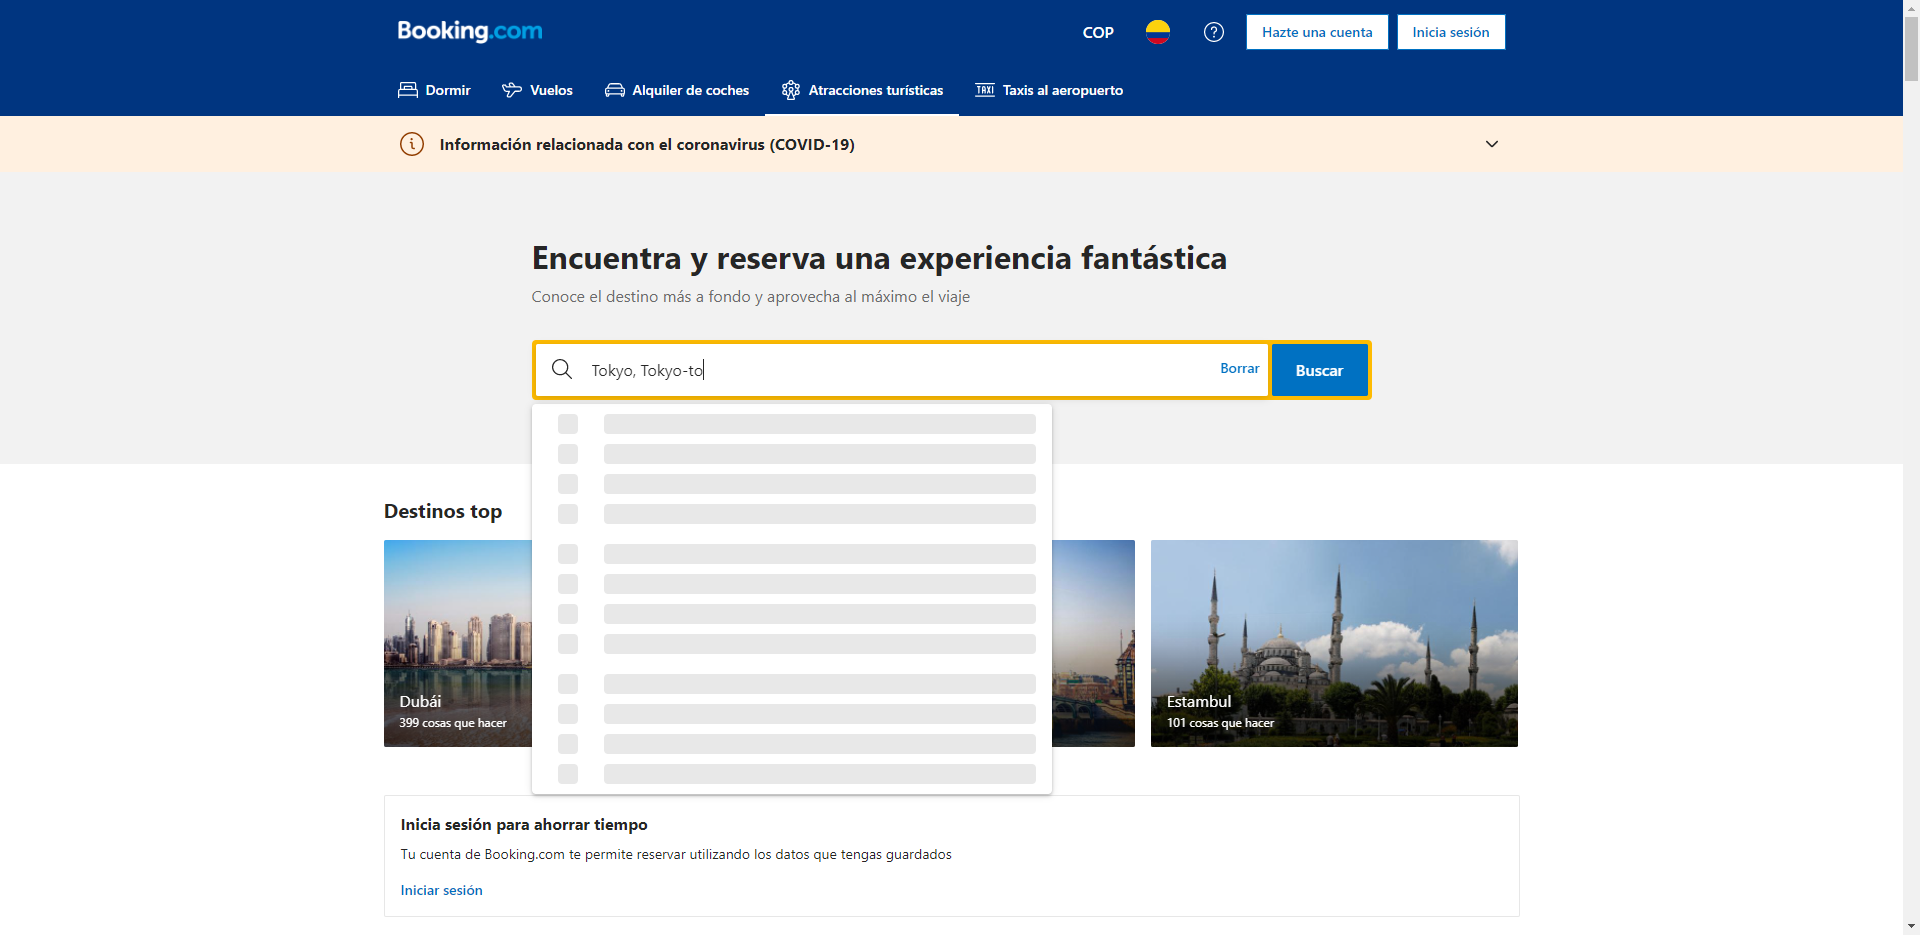 Booking.com
COP
Hazte una cuenta
Inicia sesión
Dormir
Vuelos
Alquiler de coches
Atracciones turísticas
TAXI
Taxis al aeropuerto
Información relacionada con el coronavirus (COVID-19)
Encuentra y reserva una experiencia fantástica
Conoce el destino más a fondo y aprovecha al máximo el viaje
Tokyo, Tokyo-to
Borrar
Buscar
Destinos top
Dubái
399 cosas que hacer
Estambul
101 cosas que hacer
Inicia sesión para ahorrar tiempo
Tu cuenta de Booking.com te permite reservar utilizando los datos que tengas guardados
Iniciar sesión